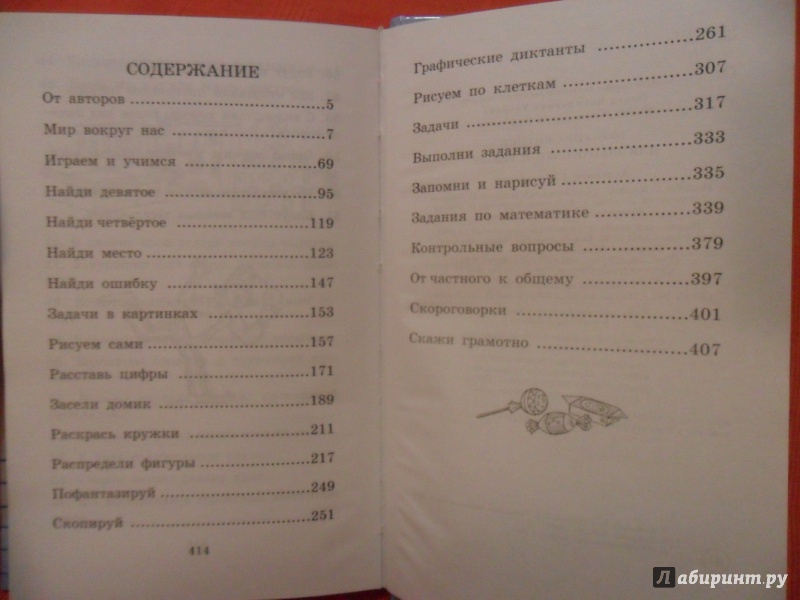 СОДЕРЖАНИЕ
От авторов ..... 5
Мир вокруг нас ..... 7
Играем и учимся ..... 69
Найди девятое ..... 95
Найди четвёртое ..... 119
Найди место ..... 123
Найди ошибку ..... 147
Задачи в картинках ..... 153
Рисуем сами ..... 157
Расставь цифры ..... 171
Засели домик ..... 189
Раскрась кружки ..... 211
Распредели фигуры ..... 217
Пофантазируй ..... 249
Скопируй ..... 251
414
Графические диктанты ..... 261
Рисуем по клеткам ..... 307
Задачи ..... 317
Выполни задания ..... 333
Запомни и нарисуй ..... 335
Задания по математике ..... 339
Контрольные вопросы ..... 379
От частного к общему ..... 397
Скороговорки ..... 401
Скажи грамотно ..... 407
Лабиринт.ру